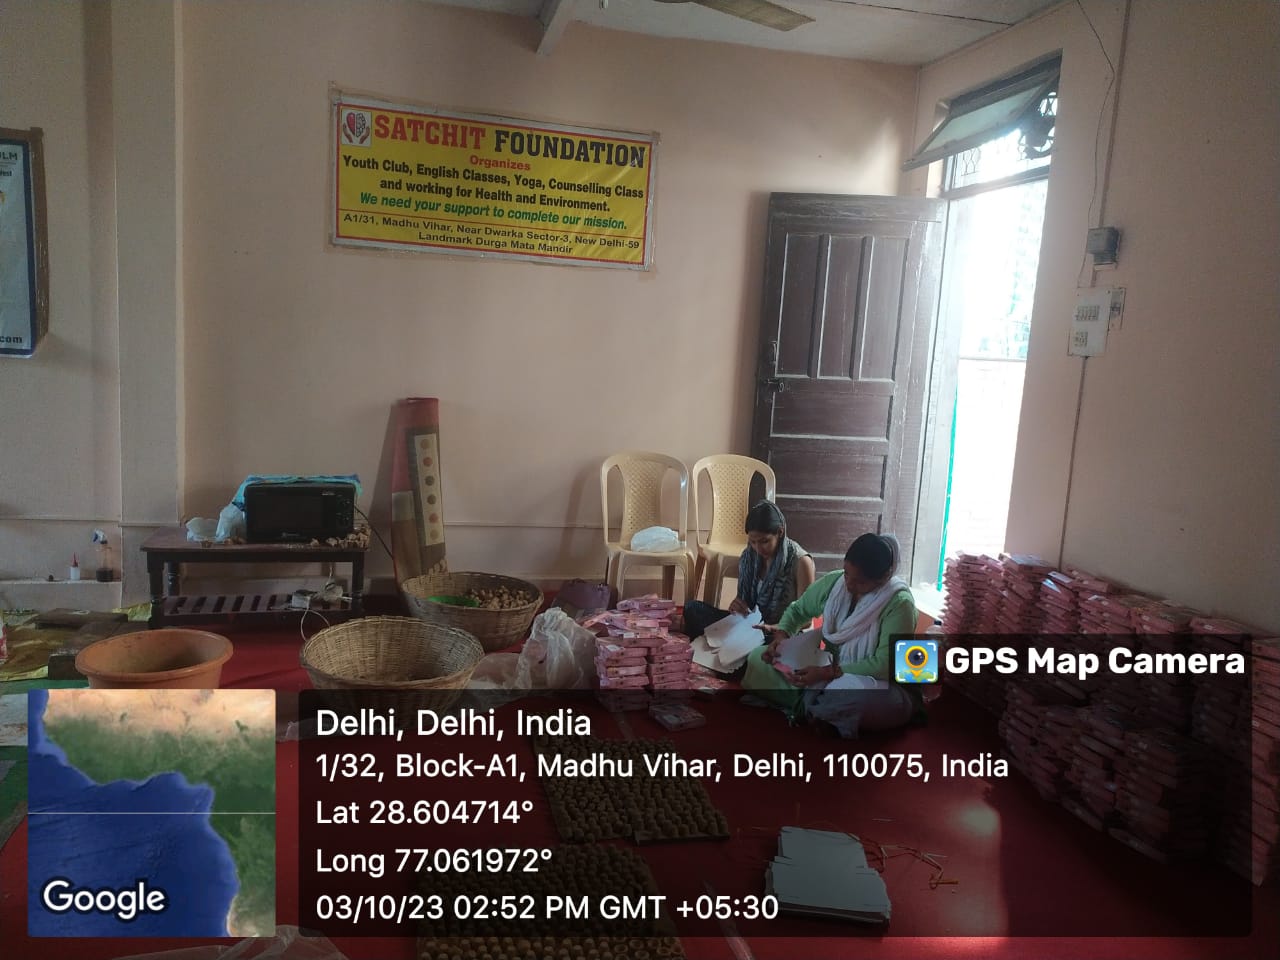 SATCHIT FOUNDATION
Organizes
Youth Club, English Classes, Yoga, Counselling Class
and working for Health and Environment.
We need your support to complete our mission.
A1/31, Madhu Vihar, Near Dwarka Sector-3, New Delhi-59
Landmark Durga Mata Mandir
com
GPS Map Camera
Delhi, Delhi, India
1/32, Block-A1, Madhu Vihar, Delhi, 110075, India
Lat 28.604714°
Long 77.061972°
03/10/23 02:52 PM GMT +05:30
Google